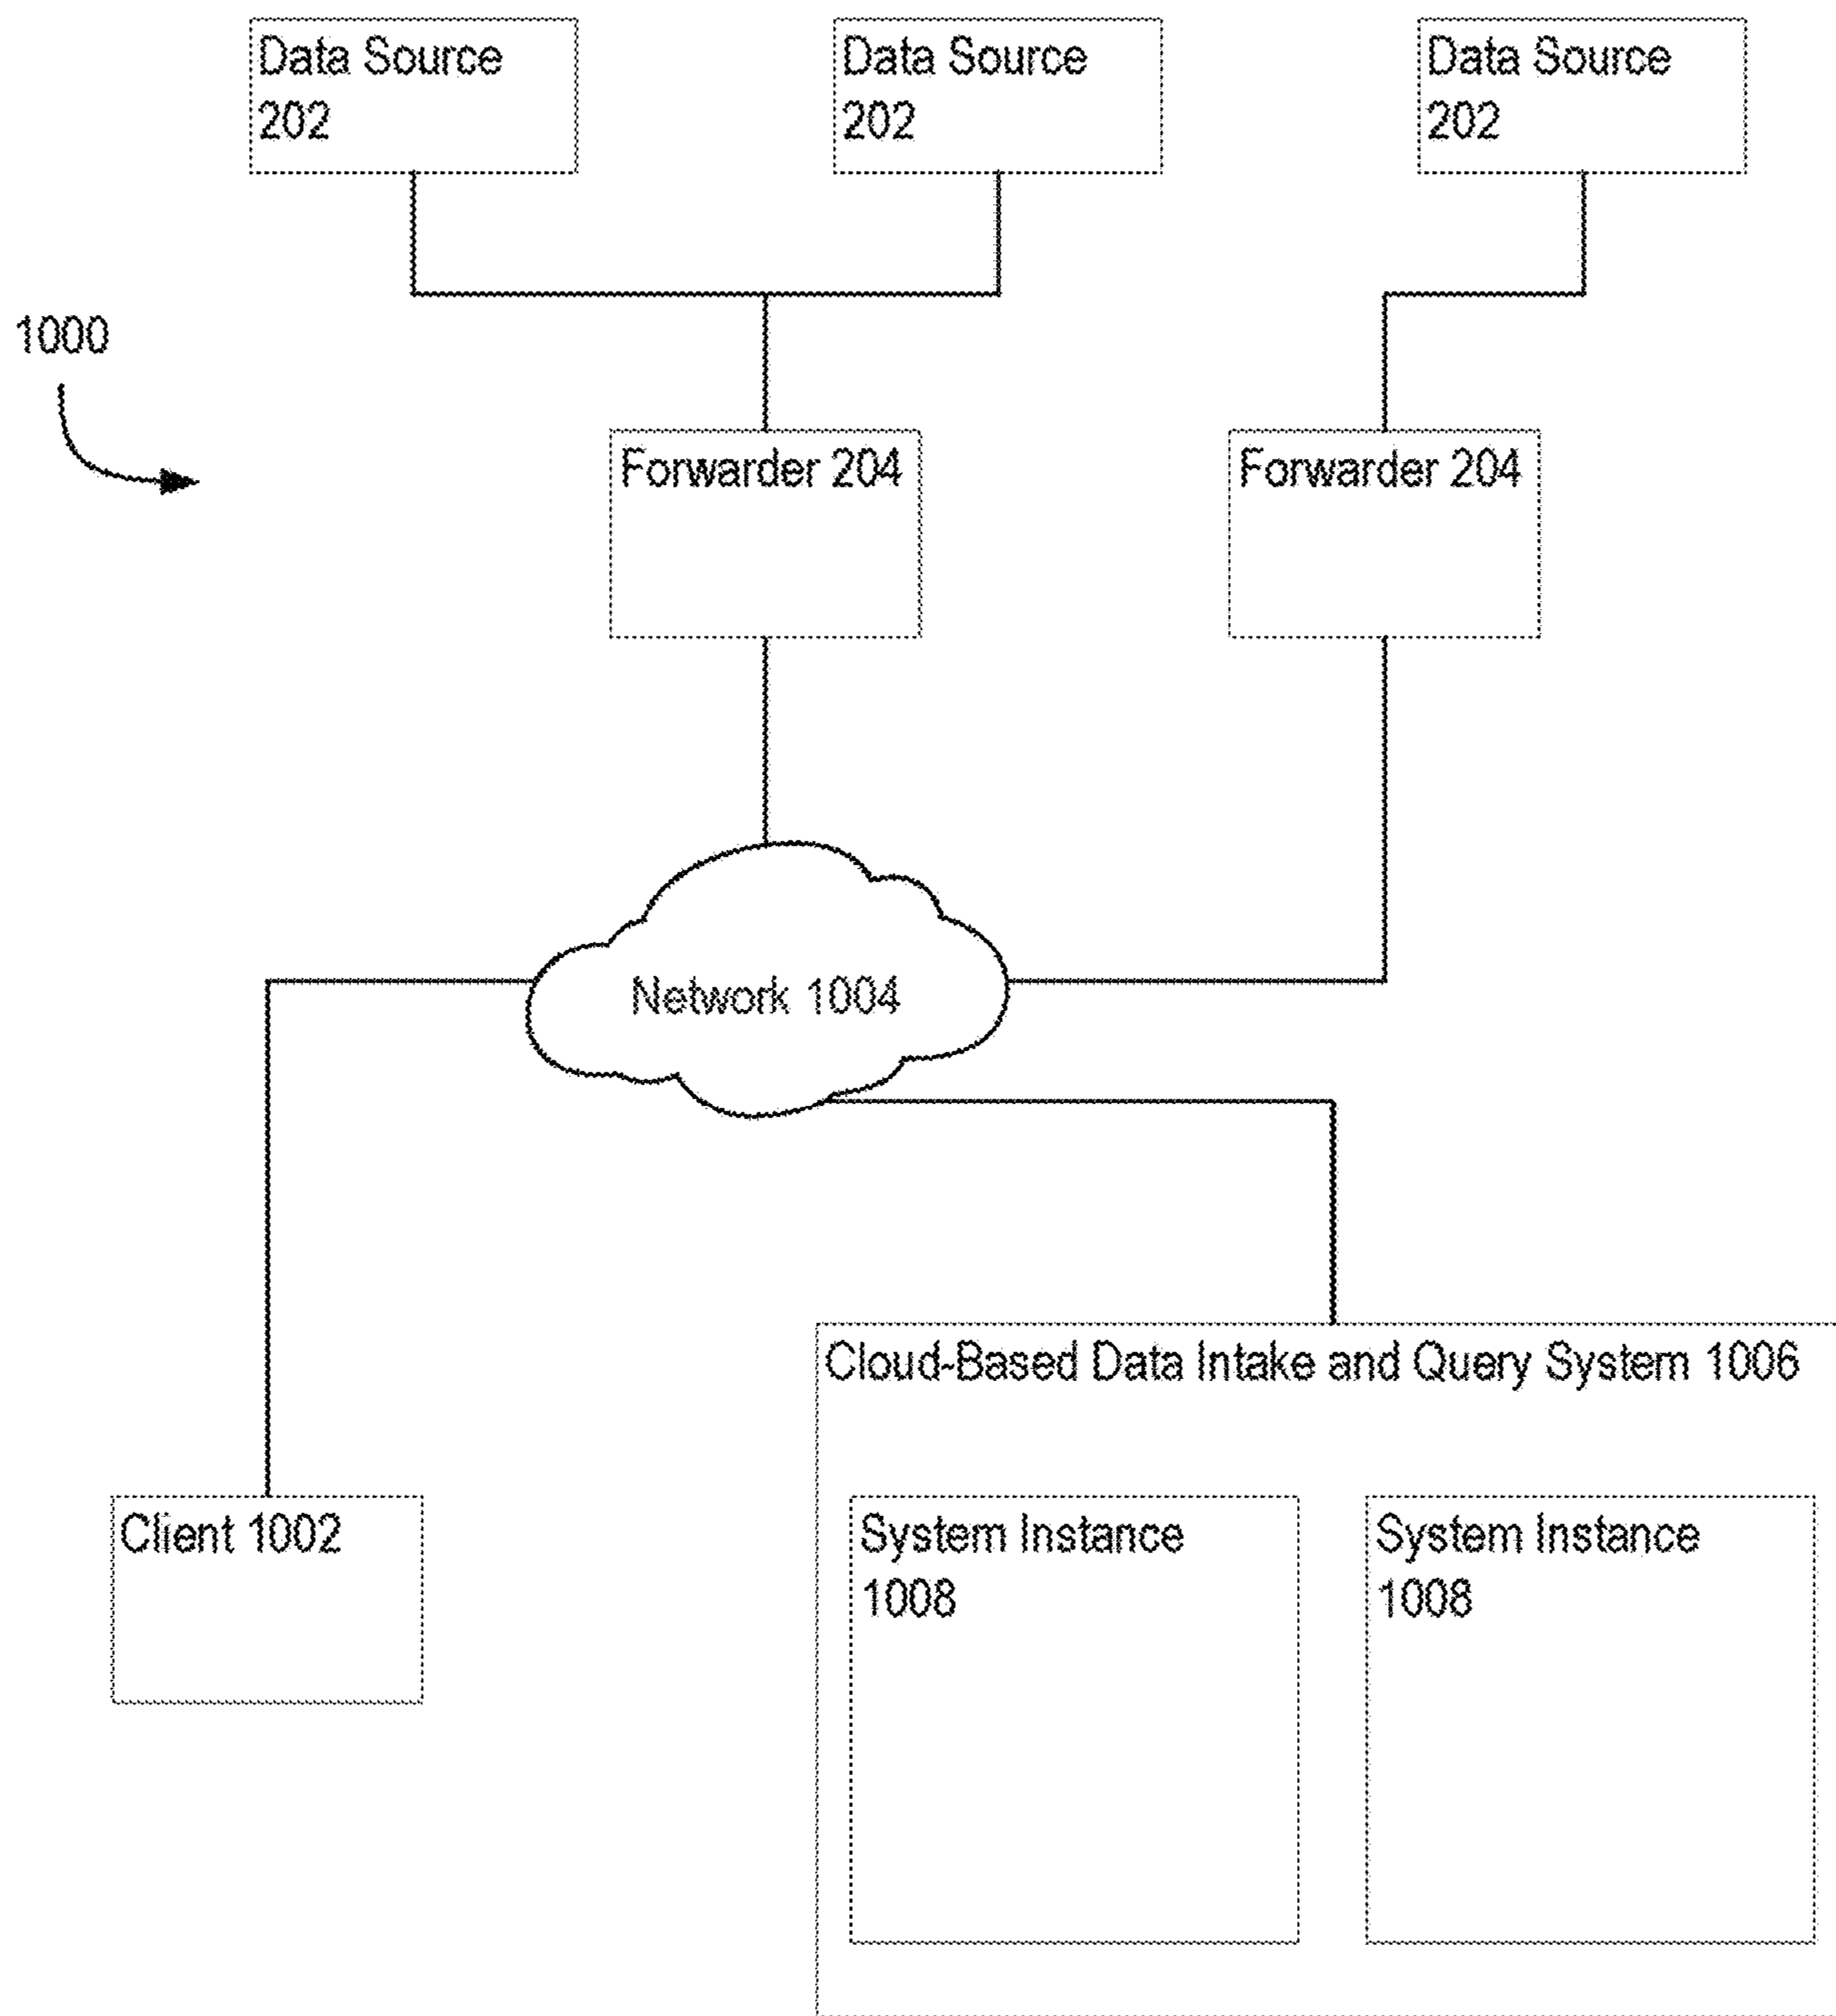 Data Source
202
Data Source
202
Data Source
202
1000
Forwarder 204
Forwarder 204
Network 1004
Cloud-Based Data Intake and Query System 1006
Client 1002
System Instance
1008
System Instance
1008